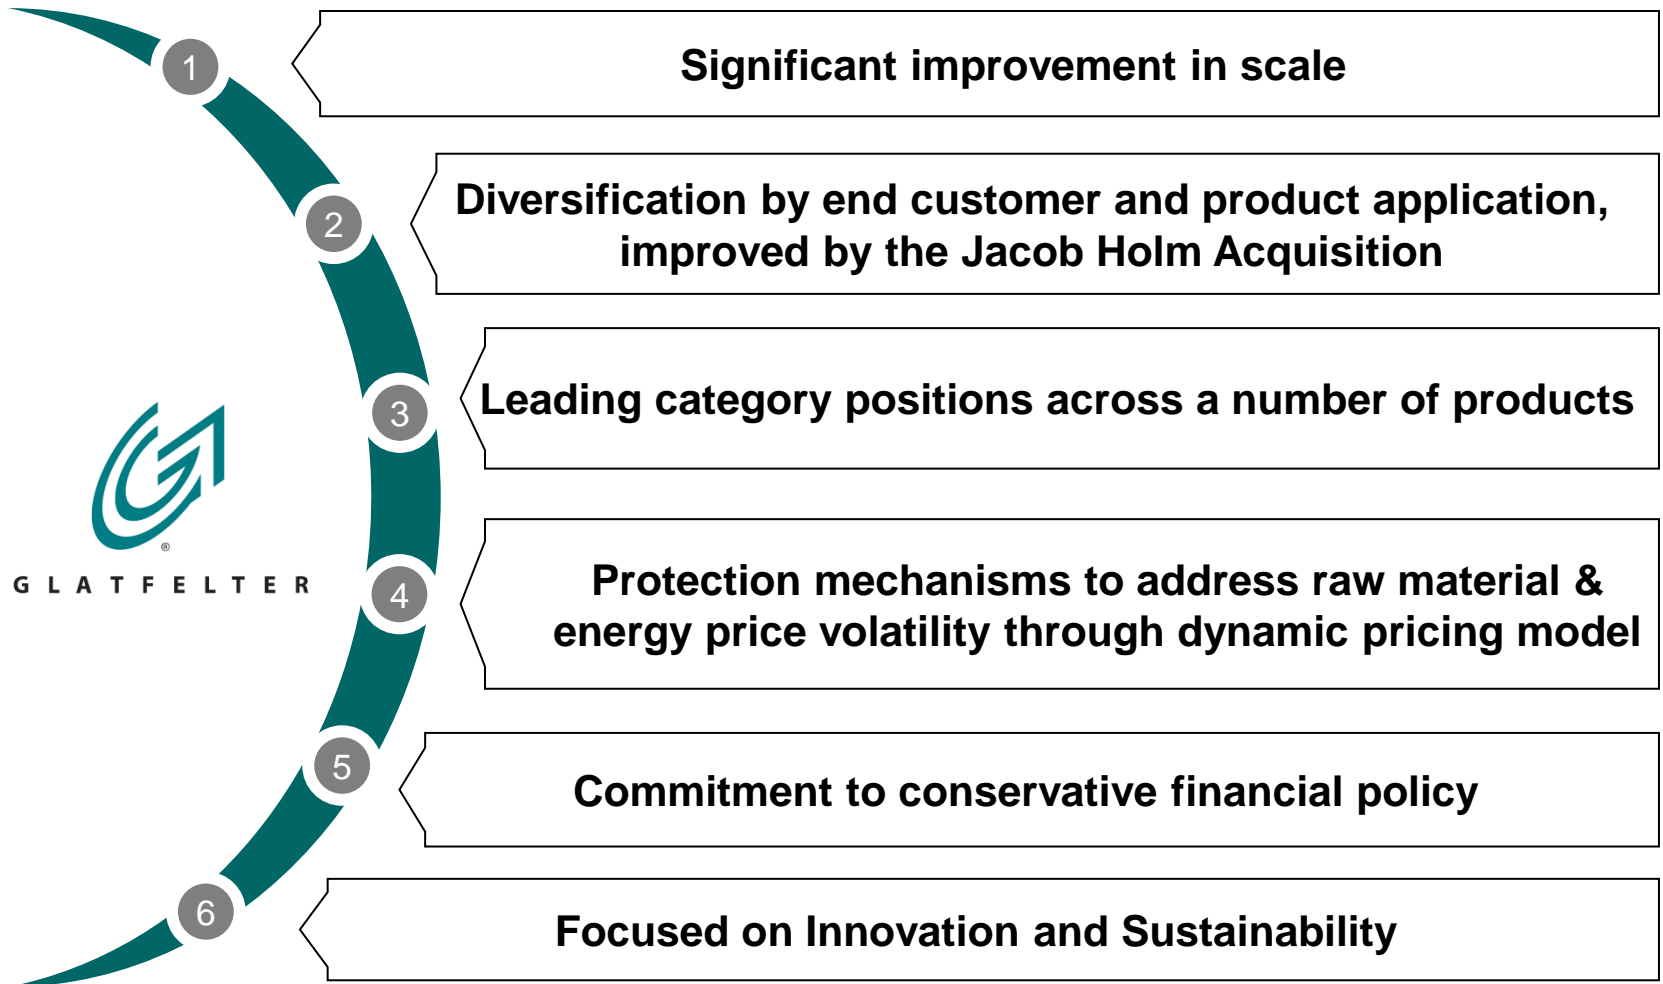 1
Significant improvement in scale
2
Diversification by end customer and product application,
improved by the Jacob Holm Acquisition
3
Leading category positions across a number of products
®
GLATFELTER
4
Protection mechanisms to address raw material &
energy price volatility through dynamic pricing model
5
Commitment to conservative financial policy
6
Focused on Innovation and Sustainability